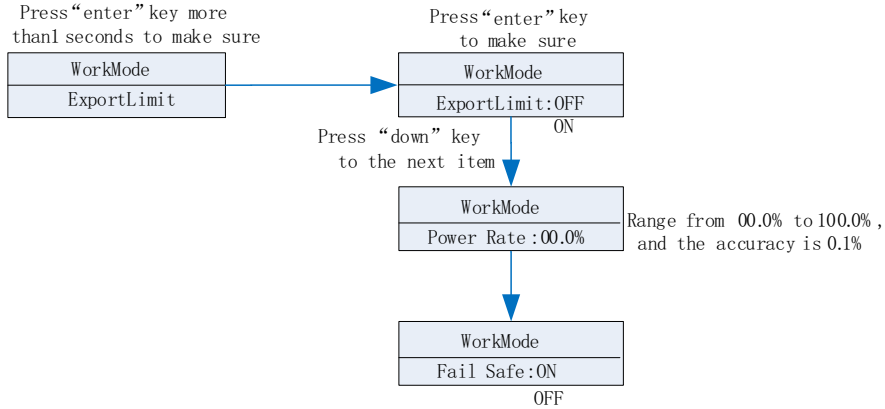 Press“enter”key more
than1 seconds to make sure
WorkMode
ExportLimit
Press“enter”key
to make sure
WorkMode
ExportLimit:OFF
ON
Press “down” key
to the next item
WorkMode
Power Rate:00.0%
Range from 00.0% to100.0%,
and the accuracy is 0.1%
WorkMode
Fail Safe:ON
OFF